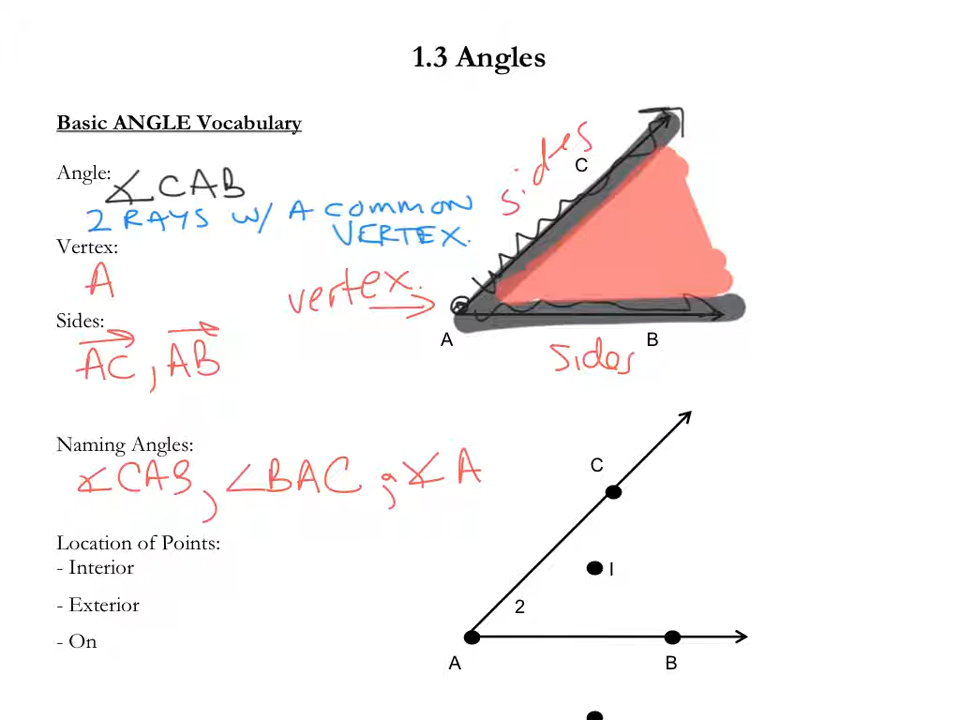 1.3 Angles
Basic ANGLE Vocabulary
Angle: ∡CAB
2 RAYS W/ A COMMON
VERTEX.
sides
C
Vertex:
A
vertex.
Sides:
A
B
AC, AB
sides
Naming Angles:
∡CAB, ∠BAC, ∡A
C
Location of Points:
- Interior
I
- Exterior
2
- On
A
B